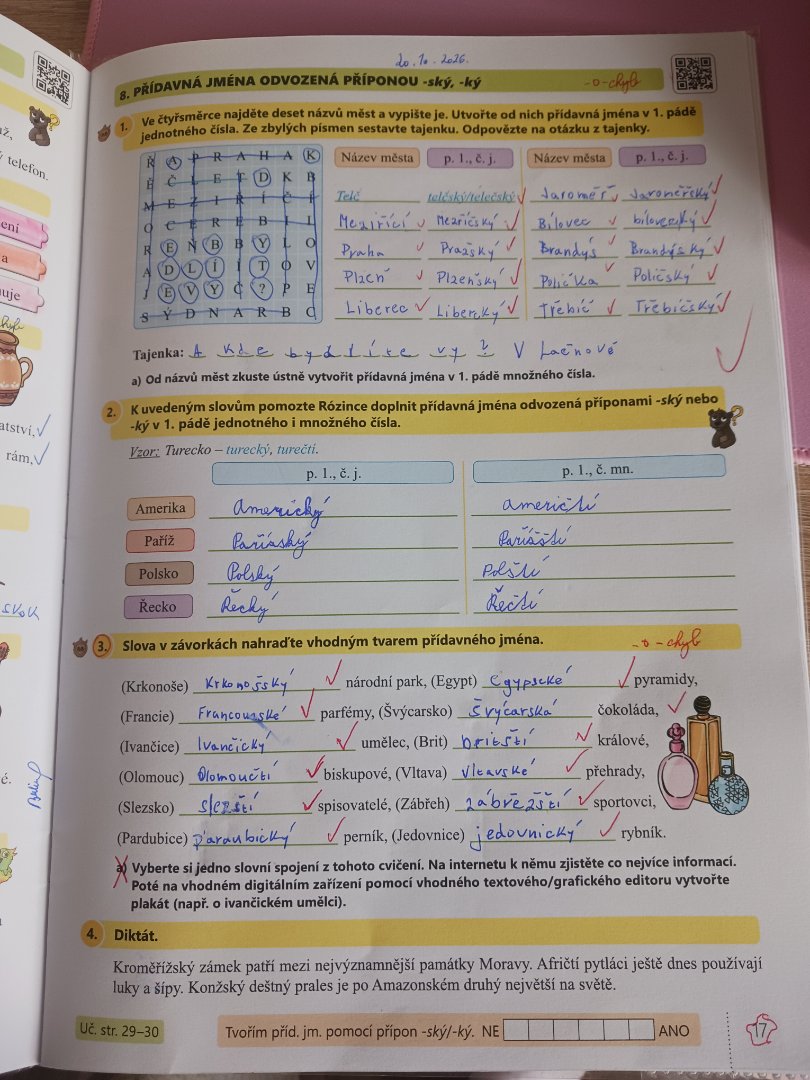 20.10.2026.
8. PŘÍDAVNÁ JMÉNA ODVOZENÁ PŘÍPONOU -ský, -ký
-0-chyb
1. Ve čtyřsměrce najděte deset názvů měst a vypište je. Utvořte od nich přídavná jména v 1. pádě
jednotného čísla. Ze zbylých písmen sestavte tajenku. Odpovězte na otázku z tajenky.
Ř A P R A H A K
Ě Č L E T D K B
M E Z I Ř Í Č Í
O C E R E B I L
R E Ň B B Y L O
A D L Í I T O V
J E V Y Č ? P E
S Ý D N A R B C
Název města p. 1., č. j. Název města p. 1., č. j.
Telč telčský/telečský Jaroměř Jaroměřský
Meziříčí Meziříčský Bílovec bílovecký
Praha Pražský Brandýs Brandýský
Plzeň Plzeňský Polička Poličský
Liberec Liberecký Třebíč Třebíčský
Tajenka: A kde bydlíte vy ? V
a) Od názvů měst zkuste ústně vytvořit přídavná jména v 1. pádě množného čísla.
2. K uvedeným slovům pomozte Rózince doplnit přídavná jména odvozená příponami -ský nebo
-ký v 1. pádě jednotného i množného čísla.
Vzor: Turecko – turecký, turečtí.
p. 1., č. j. p. 1., č. mn.
Amerika Americký američtí
Paříž Pařížský Pařížští
Polsko Polský Polští
Řecko Řecký Řečtí
3. Slova v závorkách nahraďte vhodným tvarem přídavného jména.
-0-chyb
(Krkonoše) Krkonošský národní park, (Egypt) egypské pyramidy,
(Francie) Francouzské parfémy, (Švýcarsko) švýcarská čokoláda,
(Ivančice) Ivančický umělec, (Brit) britští králové,
(Olomouc) Olomoučtí biskupové, (Vltava) vltavské přehrady,
(Slezsko) slezští spisovatelé, (Zábřeh) zábřežští sportovci,
(Pardubice) pardubický perník, (Jedovnice) jedovnický rybník.
a) Vyberte si jedno slovní spojení z tohoto cvičení. Na internetu k němu zjistěte co nejvíce informací.
Poté na vhodném digitálním zařízení pomocí vhodného textového/grafického editoru vytvořte
plakát (např. o ivančickém umělci).
4. Diktát.
Kroměřížský zámek patří mezi nejvýznamnější památky Moravy. Afričtí pytláci ještě dnes používají
luky a šípy. Konžský deštný prales je po Amazonském druhý největší na světě.
Uč. str. 29–30
Tvořím příd. jm. pomocí přípon -ský/-ký. NE ANO
17
telefon.
rám,